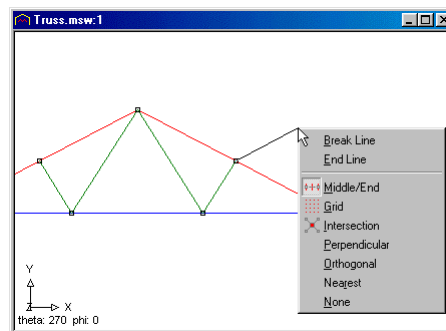 Truss.msw:1
Break Line
End Line
Middle/End
Grid
Intersection
Perpendicular
Orthogonal
Nearest
None
Y
Z X
theta: 270 phi: 0